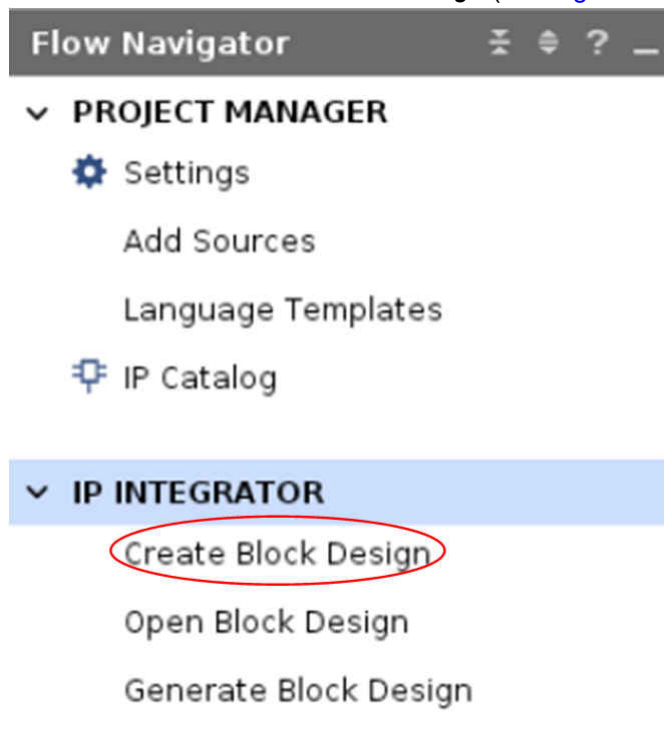 Flow Navigator ?
PROJECT MANAGER
Settings
Add Sources
Language Templates
IP Catalog
IP INTEGRATOR
Create Block Design
Open Block Design
Generate Block Design